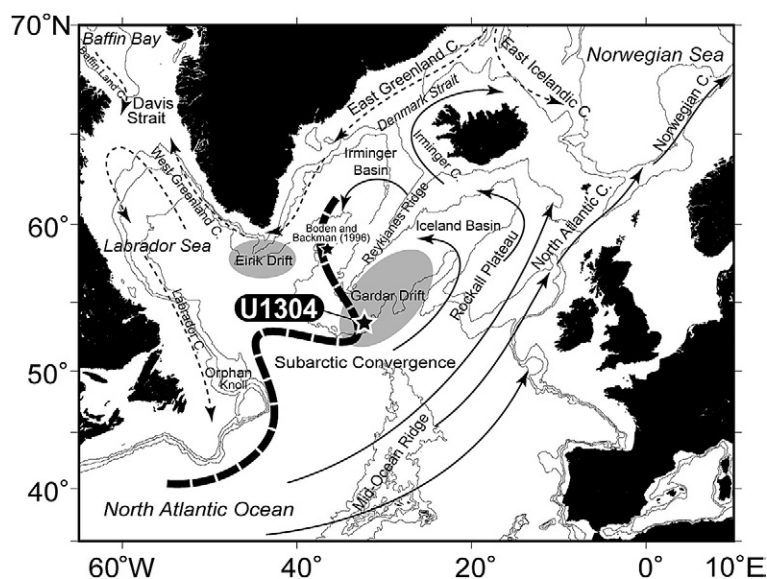 70°N
Baffin Bay
Baffin Land C.
Davis
Strait
East Greenland C.
Denmark Strait
East Icelandic C.
Norwegian Sea
Norwegian C.
Irminger C.
Irminger
Basin
West Greenland C.
60°
Labrador Sea
Eirik Drift
Boden and
Backman (1996)
Reykjanes Ridge
Iceland Basin
Rockall Plateau
North Atlantic C.
Gardar Drift
U1304
Labrador C.
Subarctic Convergence
50°
Orphan
Knoll
Mid-Ocean Ridge
40°
North Atlantic Ocean
60°W
40°
20°
0°
10°E